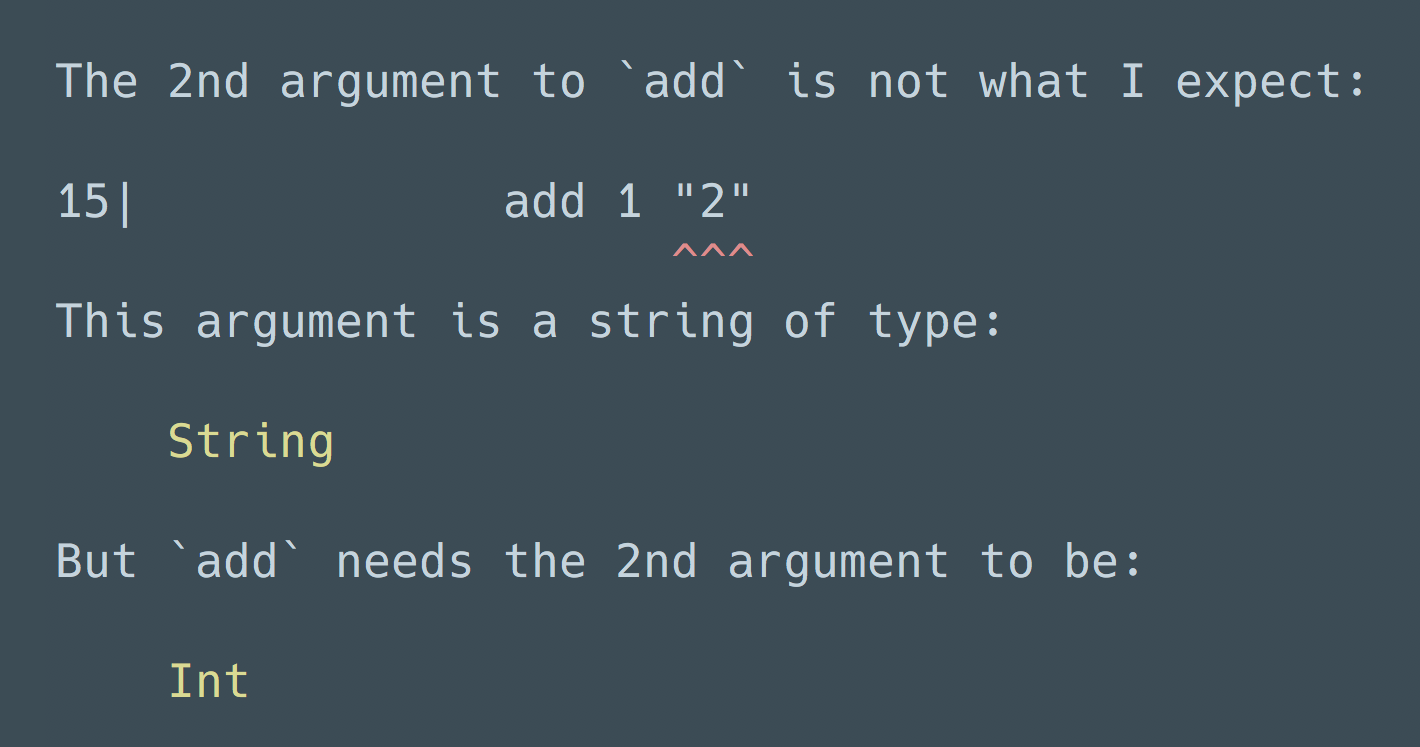 The 2nd argument to `add` is not what I expect:
15|                add 1 "2"
                      ^^^
This argument is a string of type:
    String
But `add` needs the 2nd argument to be:
    Int